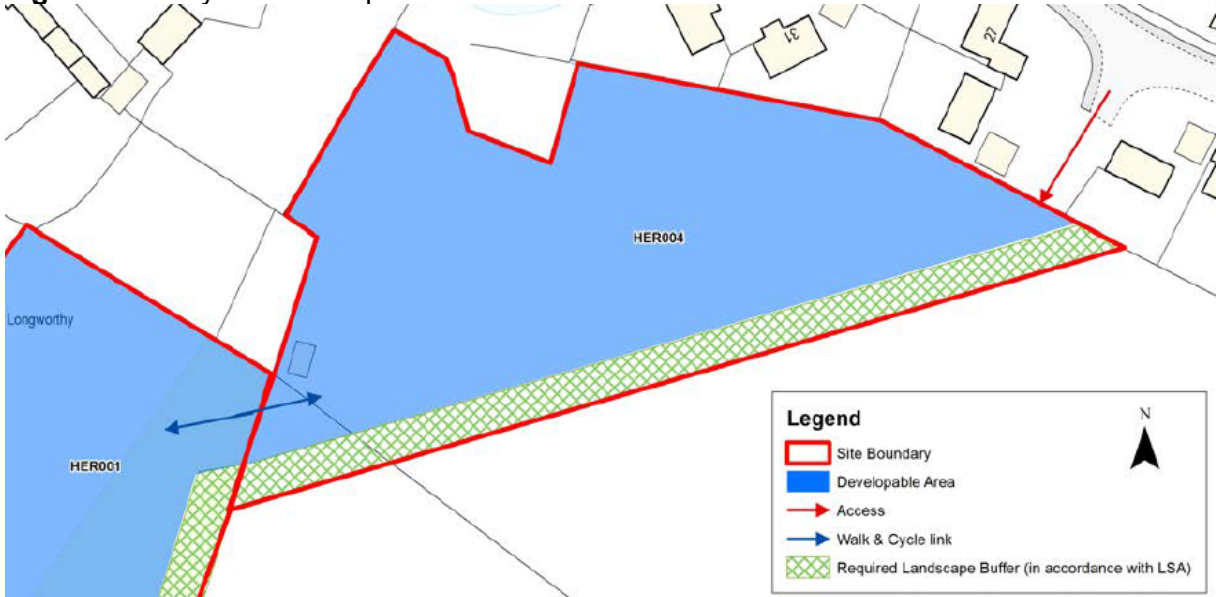 31
27
HER004
Longworthy
HER001
Legend
N
Site Boundary
Developable Area
Access
Walk & Cycle link
Required Landscape Buffer (in accordance with LSA)